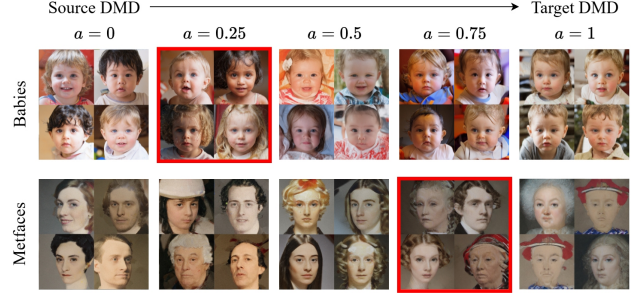 Source DMD Target DMD
a = 0 a = 0.25 a = 0.5 a = 0.75 a = 1
Babies
Metfaces